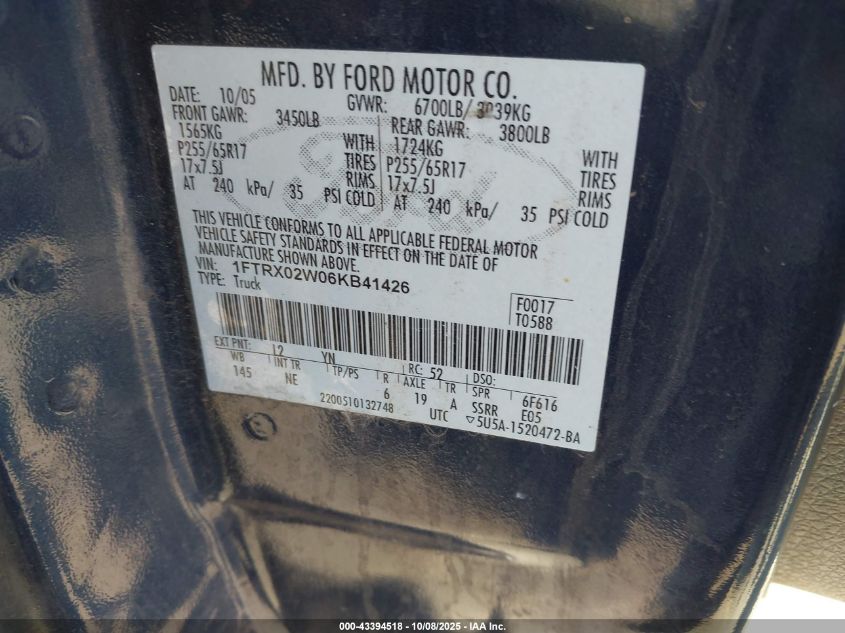 MFD. BY FORD MOTOR CO.
DATE: 10/05 GVWR: 6700LB/ 3039KG
FRONT GAWR: 3450LB REAR GAWR: 3800LB
1565KG WITH 1724KG WITH
P255/65R17 TIRES P255/65R17 TIRES
17x7.5J RIMS 17x7.5J RIMS
AT 240 kPa/ 35 PSI COLD AT 240 kPa/ 35 PSI COLD
THIS VEHICLE CONFORMS TO ALL APPLICABLE FEDERAL MOTOR
VEHICLE SAFETY STANDARDS IN EFFECT ON THE DATE OF
MANUFACTURE SHOWN ABOVE.
VIN: 1FTRX02W06KB41426
TYPE: Truck
F0017
T0588
EXT PNT: L2 YN RC: 52 DSO:
WB INT TR TP/PS R AXLE TR SPR 6F616
145 NE 6 19 A SSRR E05
2200510132748 UTC ▽5U5A-1520472-BA
Ford
000-43394518 - 10/08/2025 - www.iaai.com